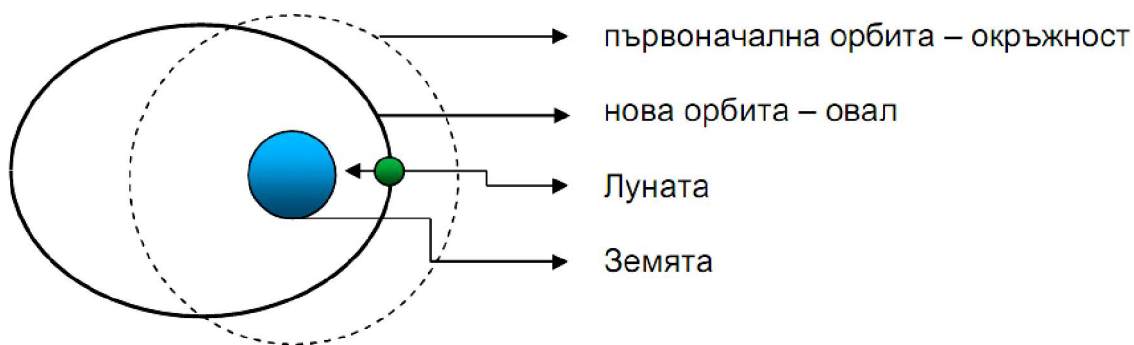 първоначална орбита – окръжност
нова орбита – овал
Луната
Земята